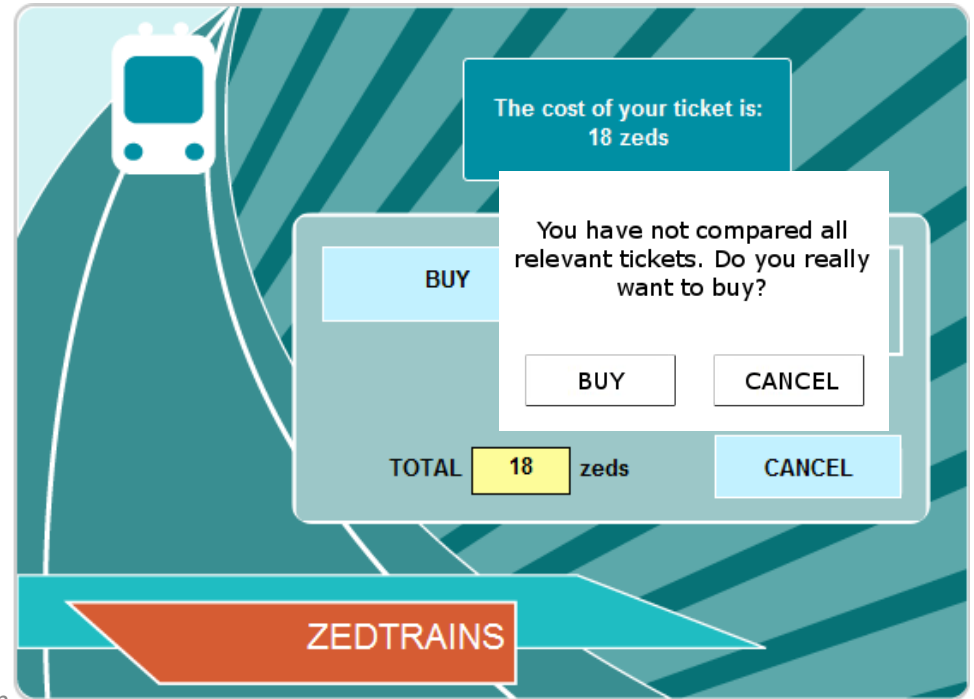 The cost of your ticket is:
18 zeds
You have not compared all
relevant tickets. Do you really
want to buy?
BUY
BUY
CANCEL
TOTAL 18 zeds
CANCEL
ZEDTRAINS